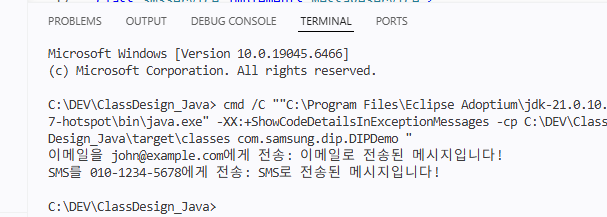 PROBLEMS OUTPUT DEBUG CONSOLE TERMINAL PORTS
Microsoft Windows [Version 10.0.19045.6466]
(c) Microsoft Corporation. All rights reserved.
C:\DEV\ClassDesign_Java> cmd /C ""C:\Program Files\Eclipse Adoptium\jdk-21.0.10.
7-hotspot\bin\java.exe" -XX:+ShowCodeDetailsInExceptionMessages -cp C:\DEV\Class
Design_Java\target\classes com.samsung.dip.DIPDemo "
이메일을 john@example.com에게 전송: 이메일로 전송된 메시지입니다!
SMS를 010-1234-5678에게 전송: SMS로 전송된 메시지입니다!
C:\DEV\ClassDesign_Java>